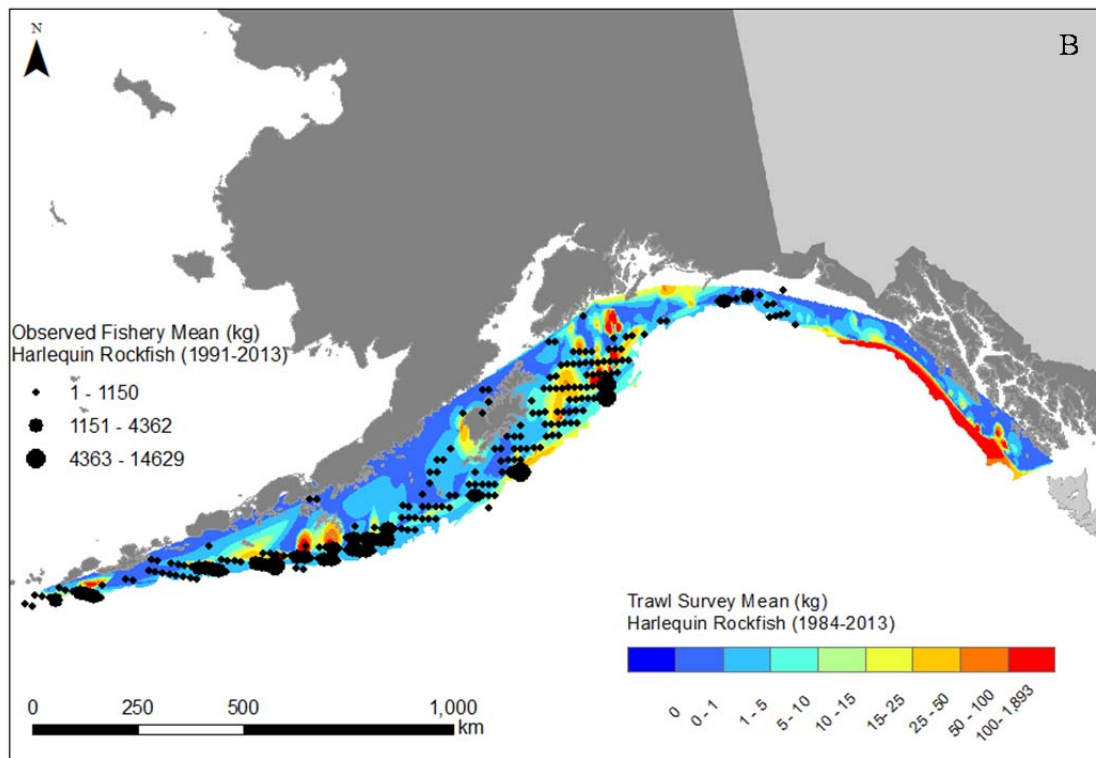 N
B
Observed Fishery Mean (kg)
Harlequin Rockfish (1991-2013)
1 - 1150
1151 - 4362
4363 - 14629
Trawl Survey Mean (kg)
Harlequin Rockfish (1984-2013)
0
0 - 1
1 - 5
5 - 10
10 - 15
15- 25
25 - 50
50 - 100
100- 1,893
0 250 500 1,000
km